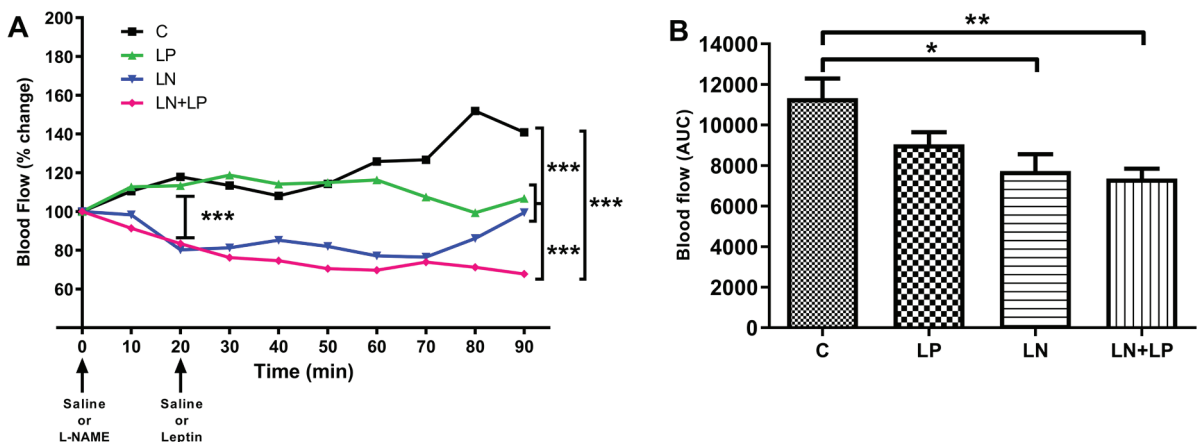 A
200
180
160
140
120
100
80
60
Blood Flow (% change)
C
LP
LN
LN+LP
***
***
***
***
0 10 20 30 40 50 60 70 80 90
Time (min)
Saline
or
L-NAME
Saline
or
Leptin
B
14000
12000
10000
8000
6000
4000
2000
0
Blood flow (AUC)
**
*
C LP LN LN+LP